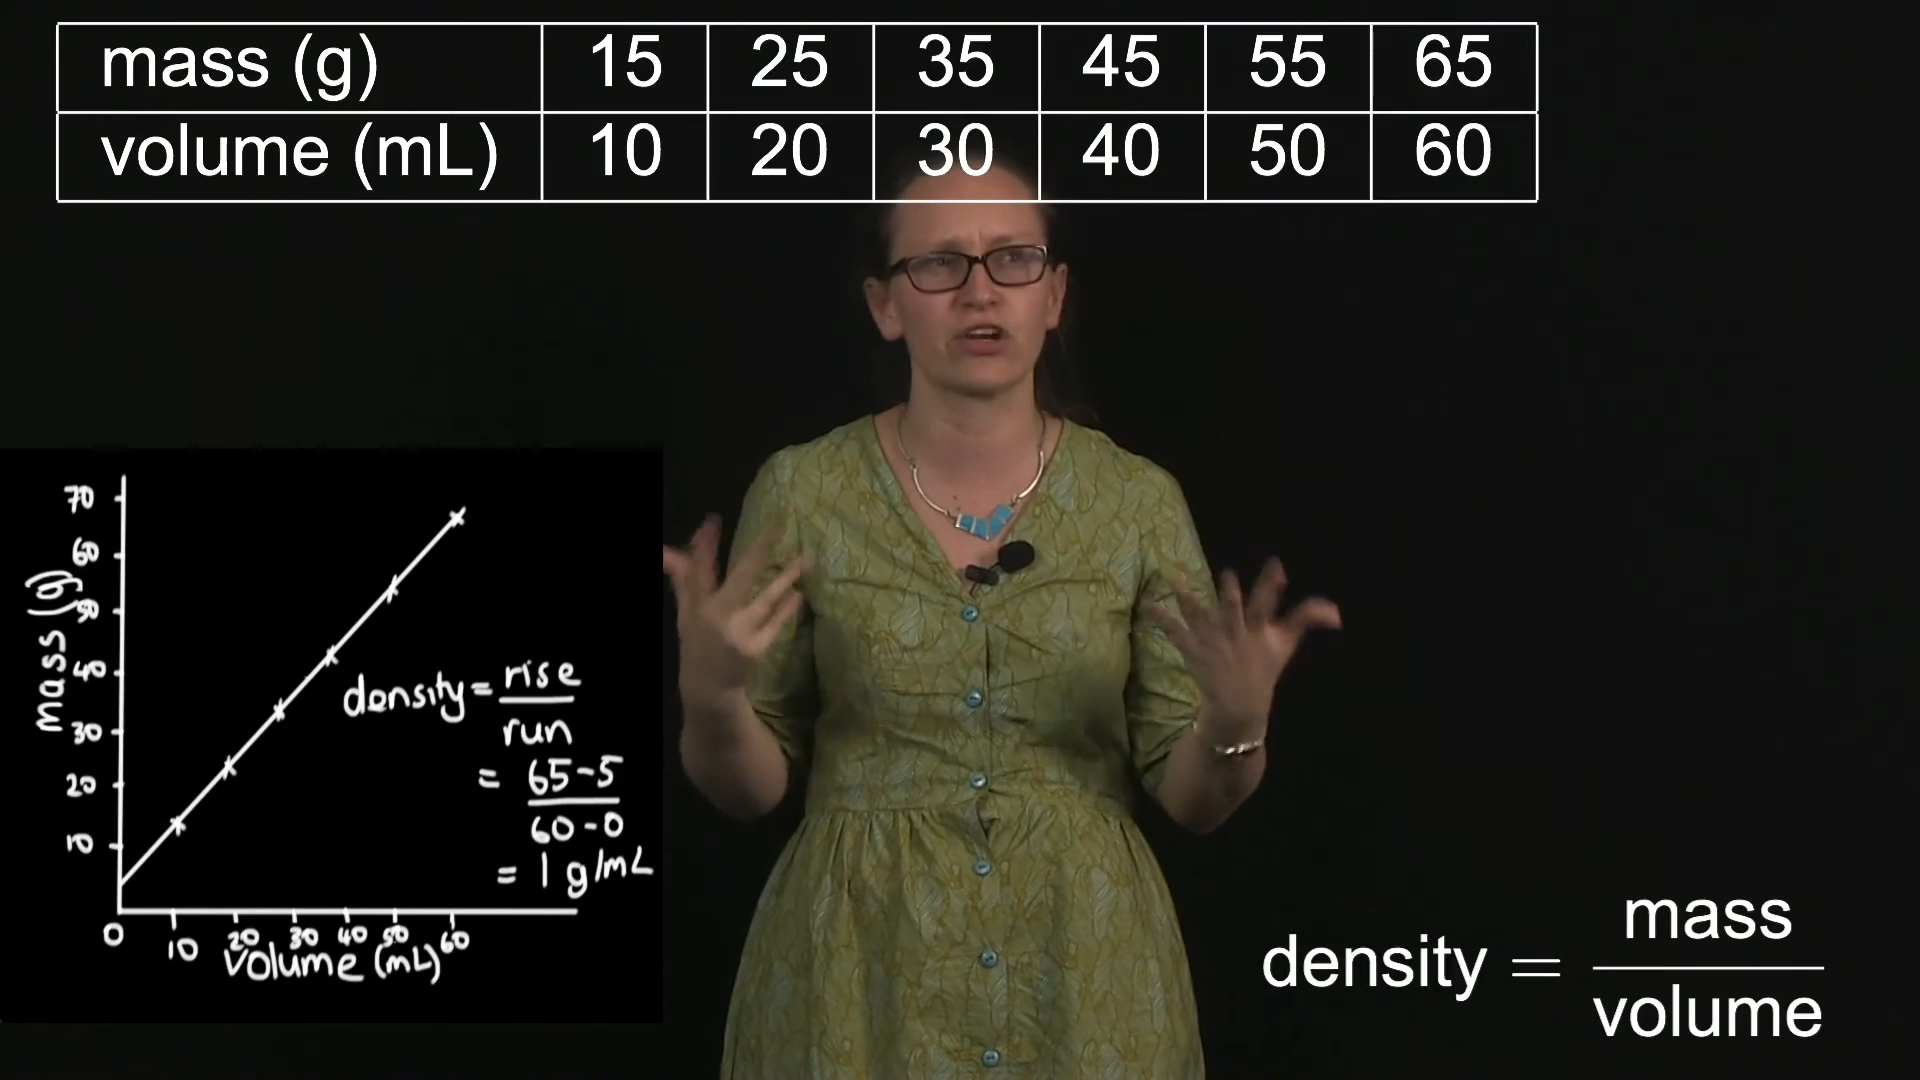 mass (g) 15 25 35 45 55 65
volume (mL) 10 20 30 40 50 60
70
60
50
40
30
20
10
mass (g)
0 10 20 30 40 50 60
volume (mL)
density = rise
run
= 65-5
60-0
= 1 g/mL
density = mass
volume